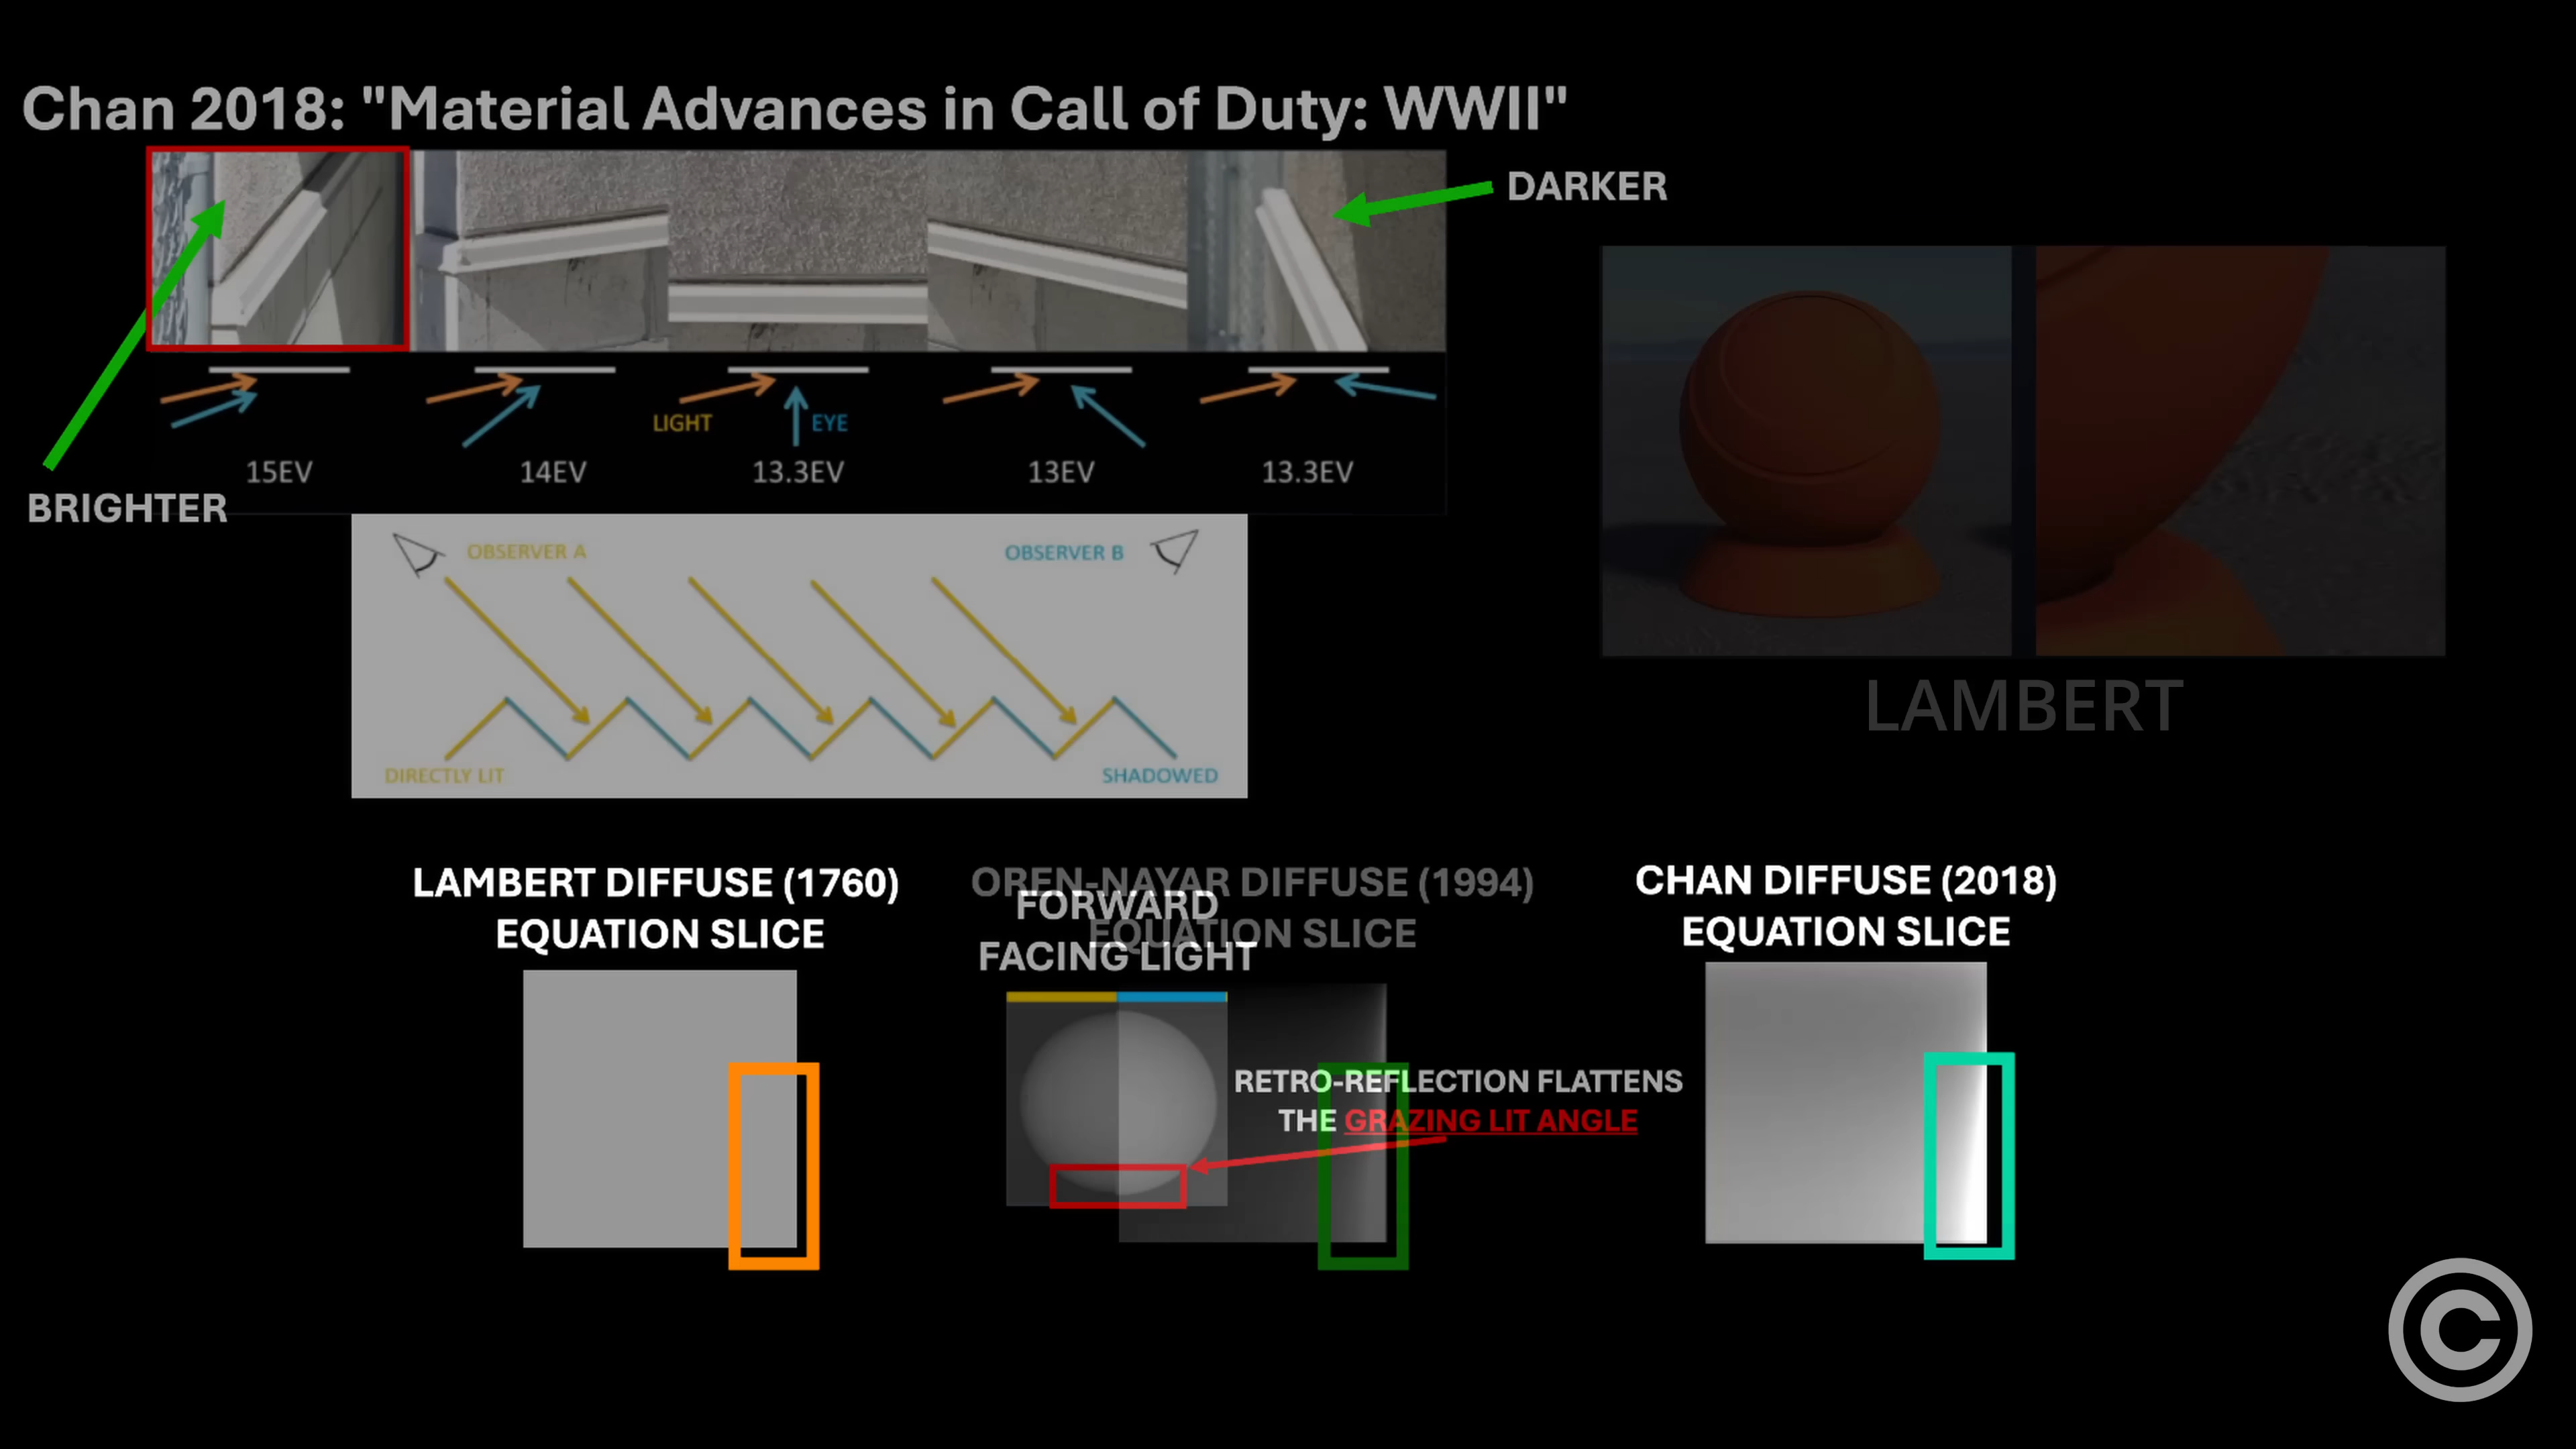 Chan 2018: "Material Advances in Call of Duty: WWII"
DARKER
LIGHT
EYE
15EV
14EV
13.3EV
13EV
13.3EV
BRIGHTER
OBSERVER A
OBSERVER B
DIRECTLY LIT
SHADOWED
LAMBERT
LAMBERT DIFFUSE (1760)
EQUATION SLICE
OREN-NAYAR DIFFUSE (1994)
EQUATION SLICE
FORWARD
FACING LIGHT
RETRO-REFLECTION FLATTENS
THE GRAZING LIT ANGLE
CHAN DIFFUSE (2018)
EQUATION SLICE
©